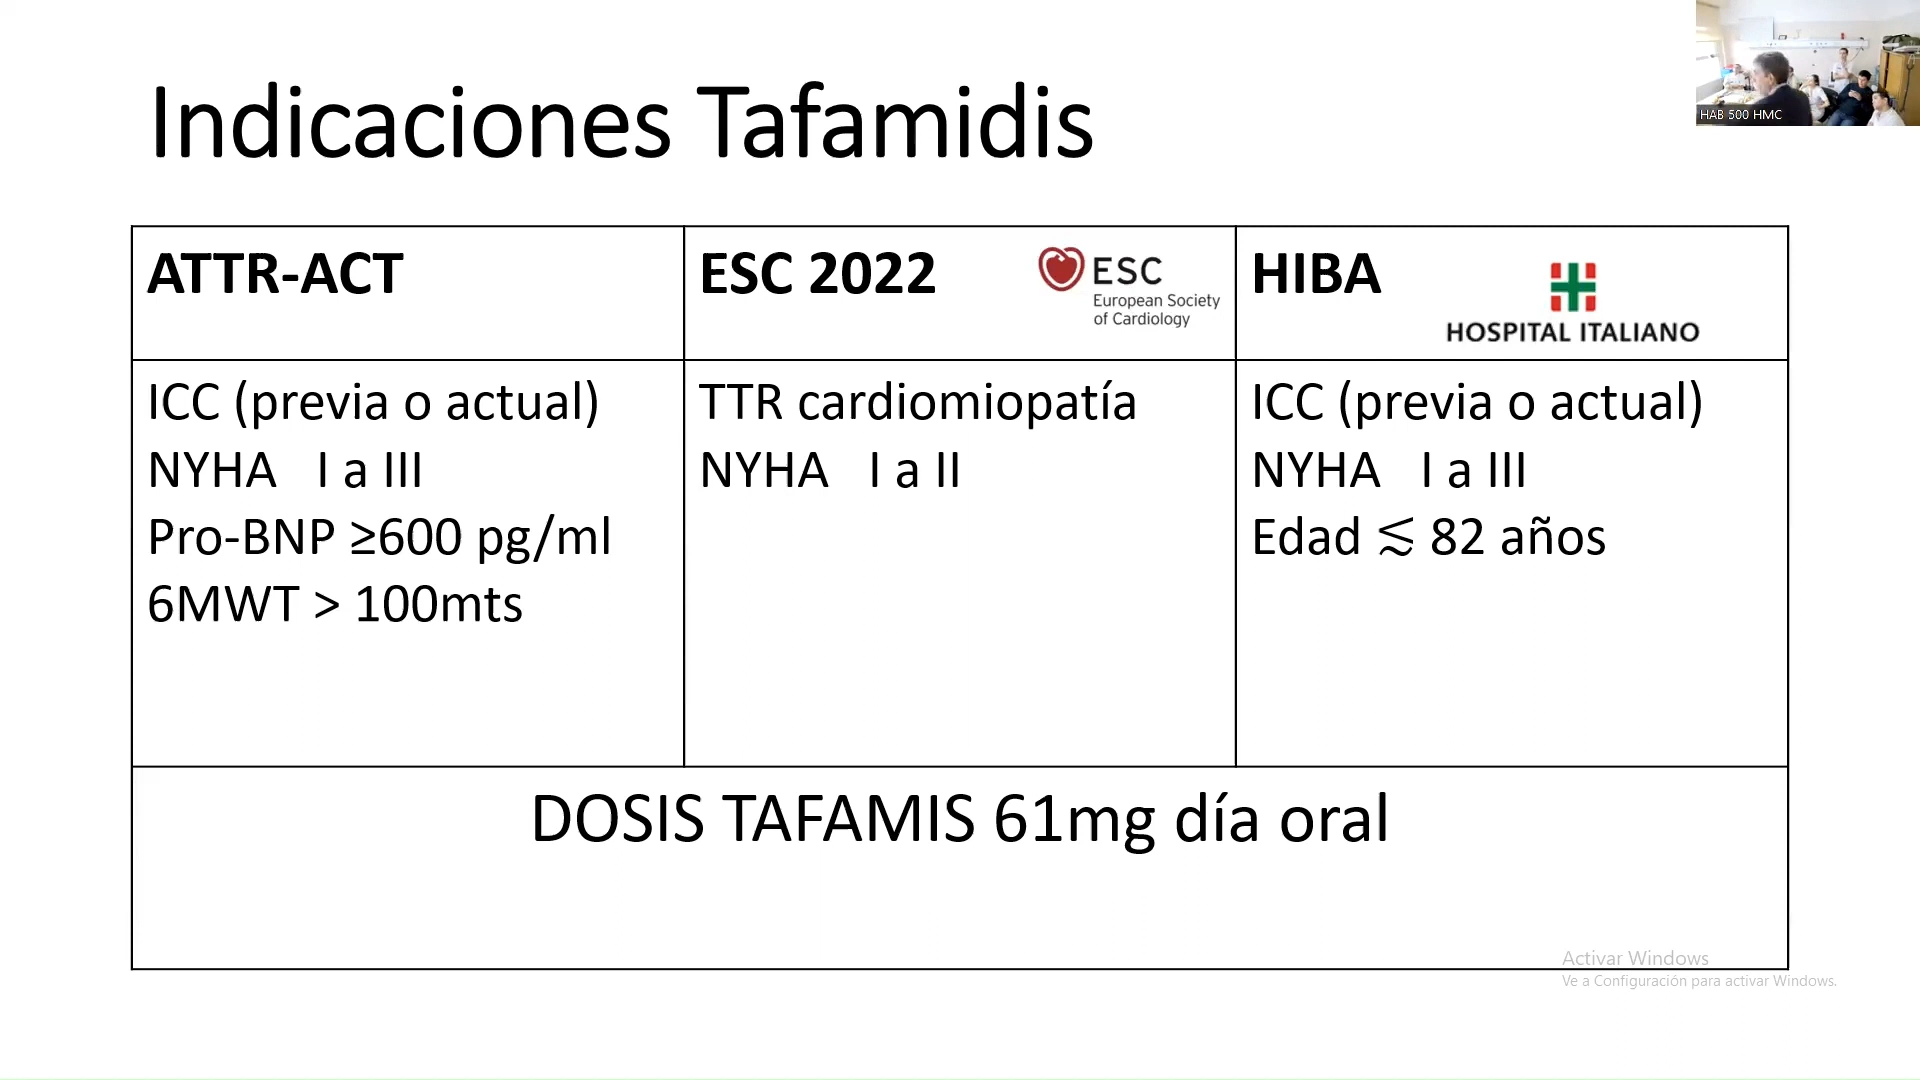 Indicaciones Tafamidis
HAB 500 HMC
ATTR-ACT
ESC 2022
ESC
European Society
of Cardiology
HIBA
HOSPITAL ITALIANO
ICC (previa o actual)
NYHA I a III
Pro-BNP ≥600 pg/ml
6MWT > 100mts
TTR cardiomiopatía
NYHA I a II
ICC (previa o actual)
NYHA I a III
Edad ⪅ 82 años
DOSIS TAFAMIS 61mg día oral
Activar Windows
Ve a Configuración para activar Windows.